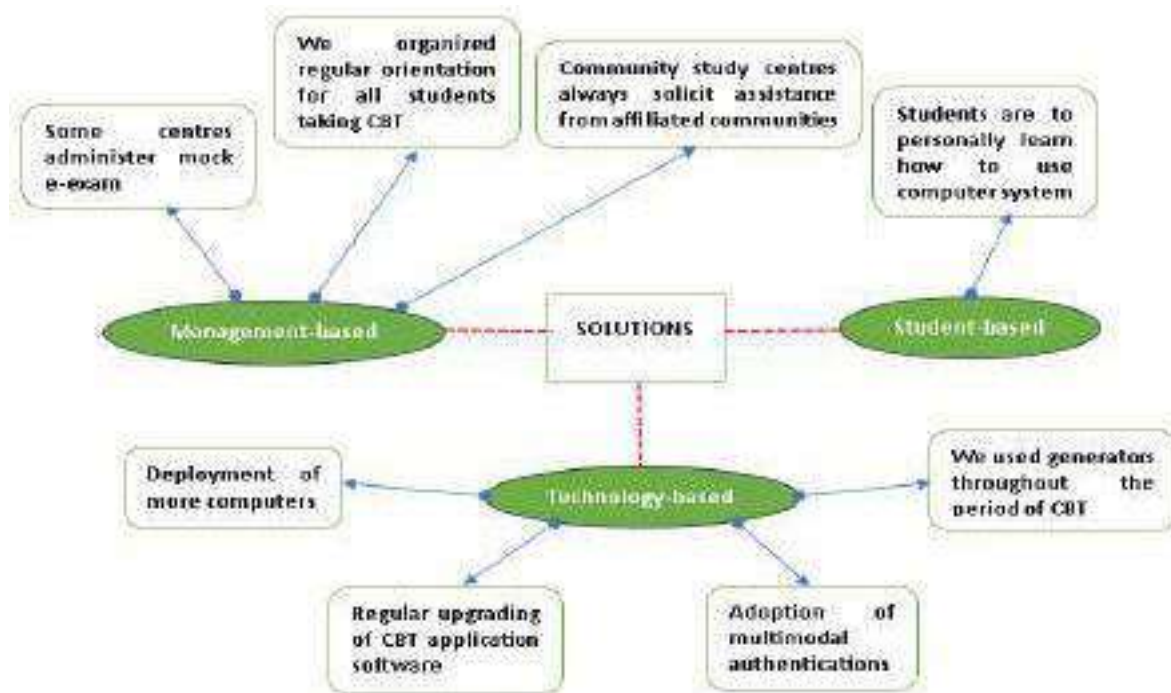 We organized
regular orientation
for all students
taking CBT
Community study centres
always solicit assistance
from affiliated communities
Some centres
administer mock
e-exam
Students are to
personally learn
how to use
computer system
Management-based
SOLUTIONS
Student-based
Deployment of
more computers
Technology-based
We used generators
throughout the
period of CBT
Regular upgrading
of CBT application
software
Adoption of
multimodal
authentications